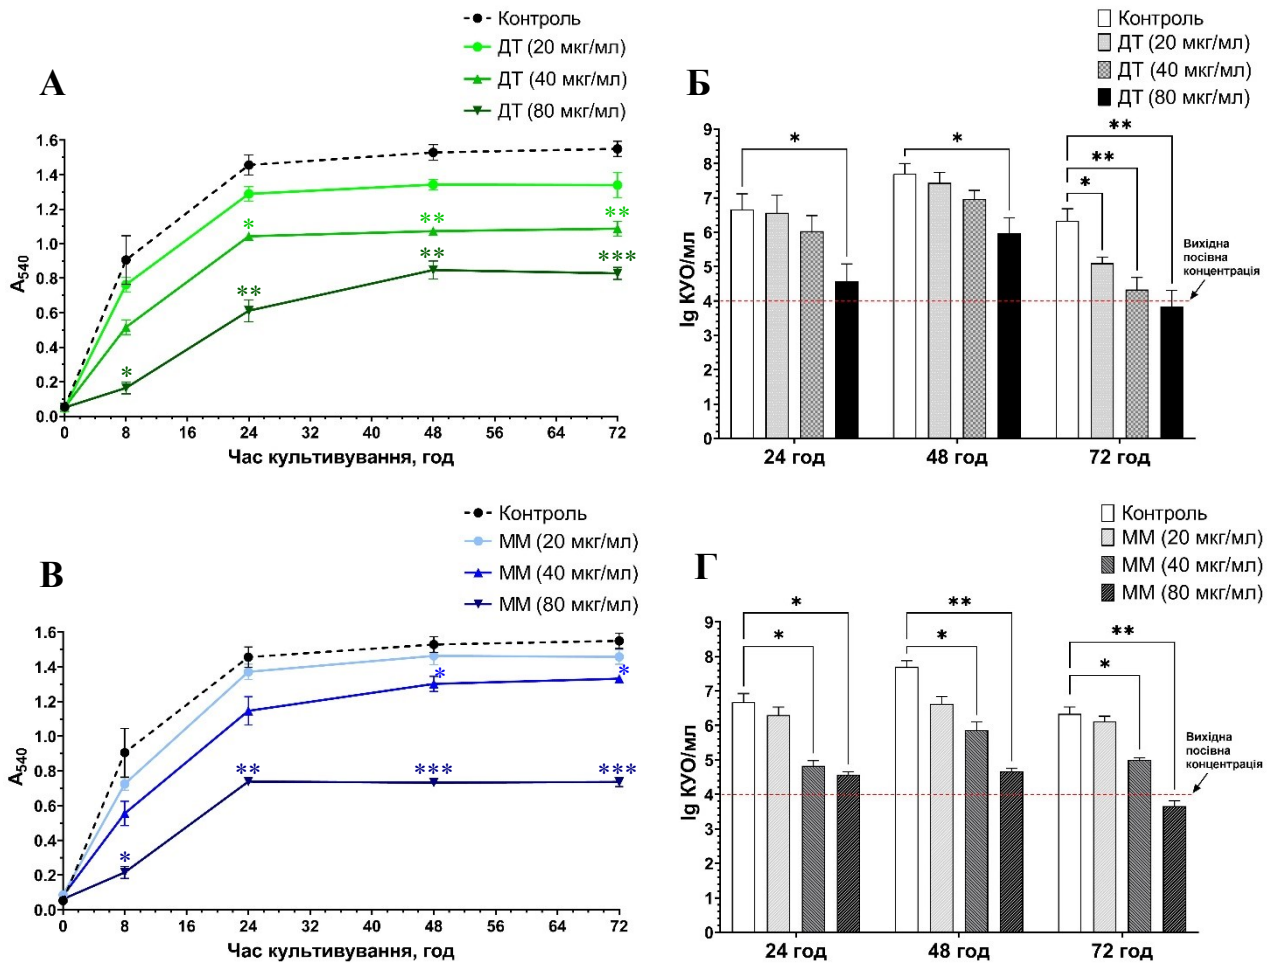 А
Контроль
ДТ (20 мкг/мл)
ДТ (40 мкг/мл)
ДТ (80 мкг/мл)
A540
1.6
1.4
1.2
1.0
0.8
0.6
0.4
0.2
0.0
*
*
**
**
**
**
***
0 8 16 24 32 40 48 56 64 72
Час культивування, год
Б
Контроль
ДТ (20 мкг/мл)
ДТ (40 мкг/мл)
ДТ (80 мкг/мл)
lg КУО/мл
9
8
7
6
5
4
3
2
1
0
*
*
**
**
*
Вихідна
посівна
концентрація
24 год 48 год 72 год
В
Контроль
ММ (20 мкг/мл)
ММ (40 мкг/мл)
ММ (80 мкг/мл)
A540
1.6
1.4
1.2
1.0
0.8
0.6
0.4
0.2
0.0
*
**
*
***
*
***
0 8 16 24 32 40 48 56 64 72
Час культивування, год
Г
Контроль
ММ (20 мкг/мл)
ММ (40 мкг/мл)
ММ (80 мкг/мл)
lg КУО/мл
9
8
7
6
5
4
3
2
1
0
*
*
**
*
**
*
Вихідна
посівна
концентрація
24 год 48 год 72 год